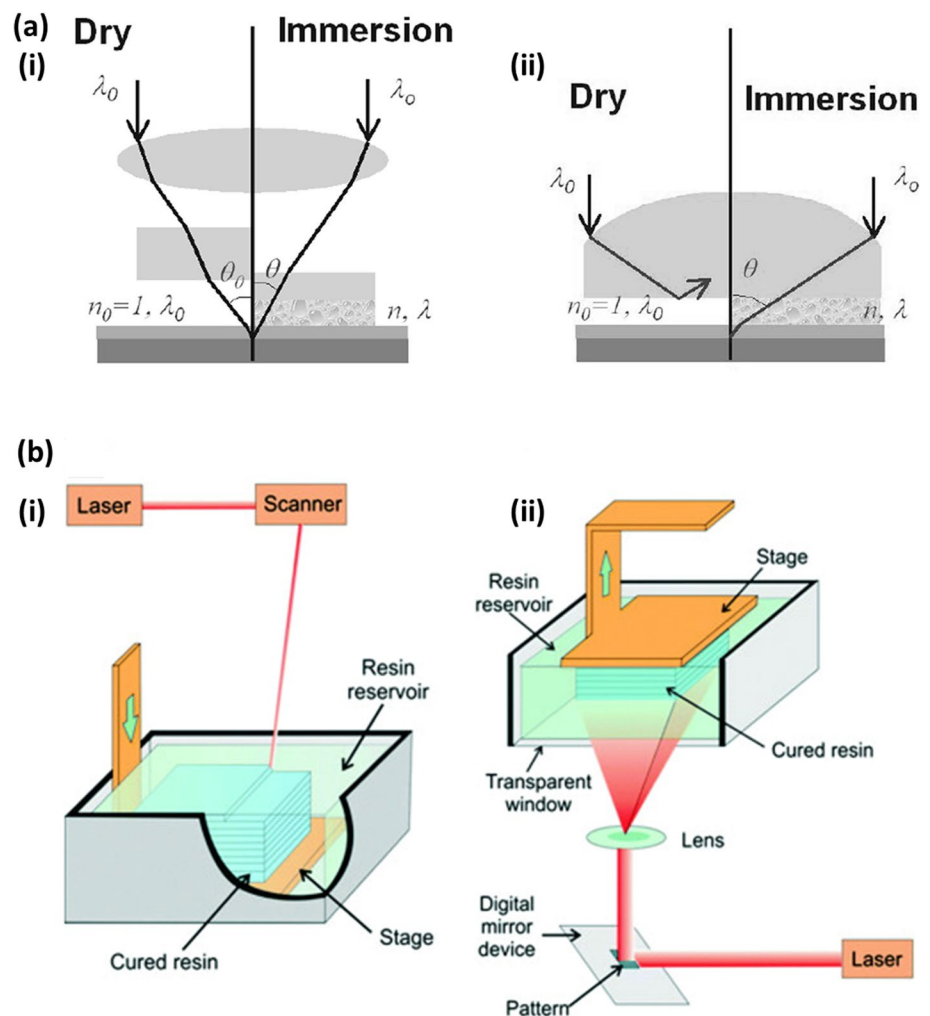 (a)
Dry Immersion
(i)
λ0 λo
θ0 θ
n0=1, λ0 n, λ
(ii)
Dry Immersion
λ0 λo
θ
n0=1, λ0 n, λ
(b)
(i)
Laser Scanner
Resin
reservoir
Cured resin
Stage
(ii)
Stage
Resin
reservoir
Cured resin
Transparent
window
Lens
Digital
mirror
device
Laser
Pattern